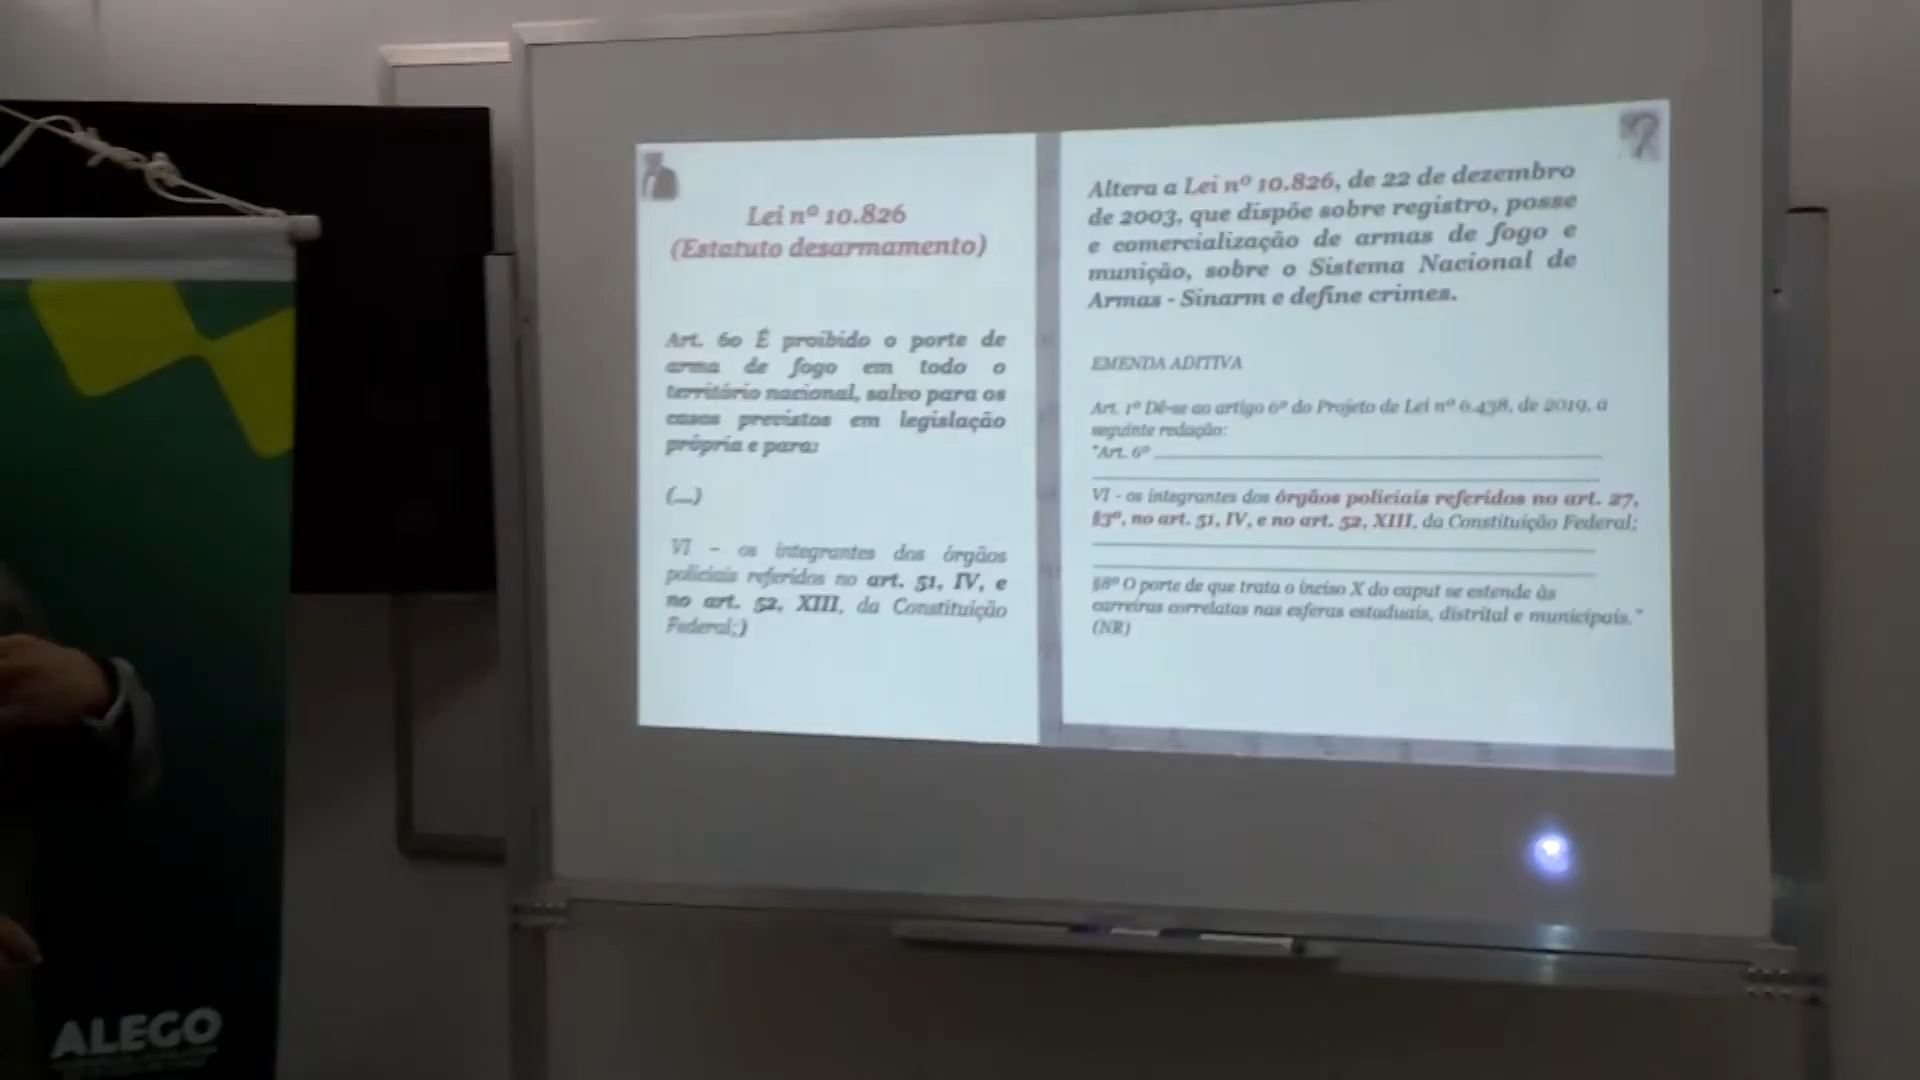 Lei nº 10.826
(Estatuto desarmamento)
Art. 6o É proibido o porte de
arma de fogo em todo o
território nacional, salvo para os
casos previstos em legislação
própria e para:
(...)
VI – os integrantes dos órgãos
policiais referidos no art. 51, IV, e
no art. 52, XIII, da Constituição
Federal;)
Altera a Lei nº 10.826, de 22 de dezembro
de 2003, que dispõe sobre registro, posse
e comercialização de armas de fogo e
munição, sobre o Sistema Nacional de
Armas - Sinarm e define crimes.
EMENDA ADITIVA
Art. 1º Dê-se ao artigo 6º do Projeto de Lei nº 6.438, de 2019, a
seguinte redação:
"Art. 6º
VI - os integrantes dos órgãos policiais referidos no art. 27,
§3º, no art. 51, IV, e no art. 52, XIII, da Constituição Federal;
§8º O porte de que trata o inciso X do caput se estende às
carreiras correlatas nas esferas estaduais, distrital e municipais."
(NR)
ALEGO